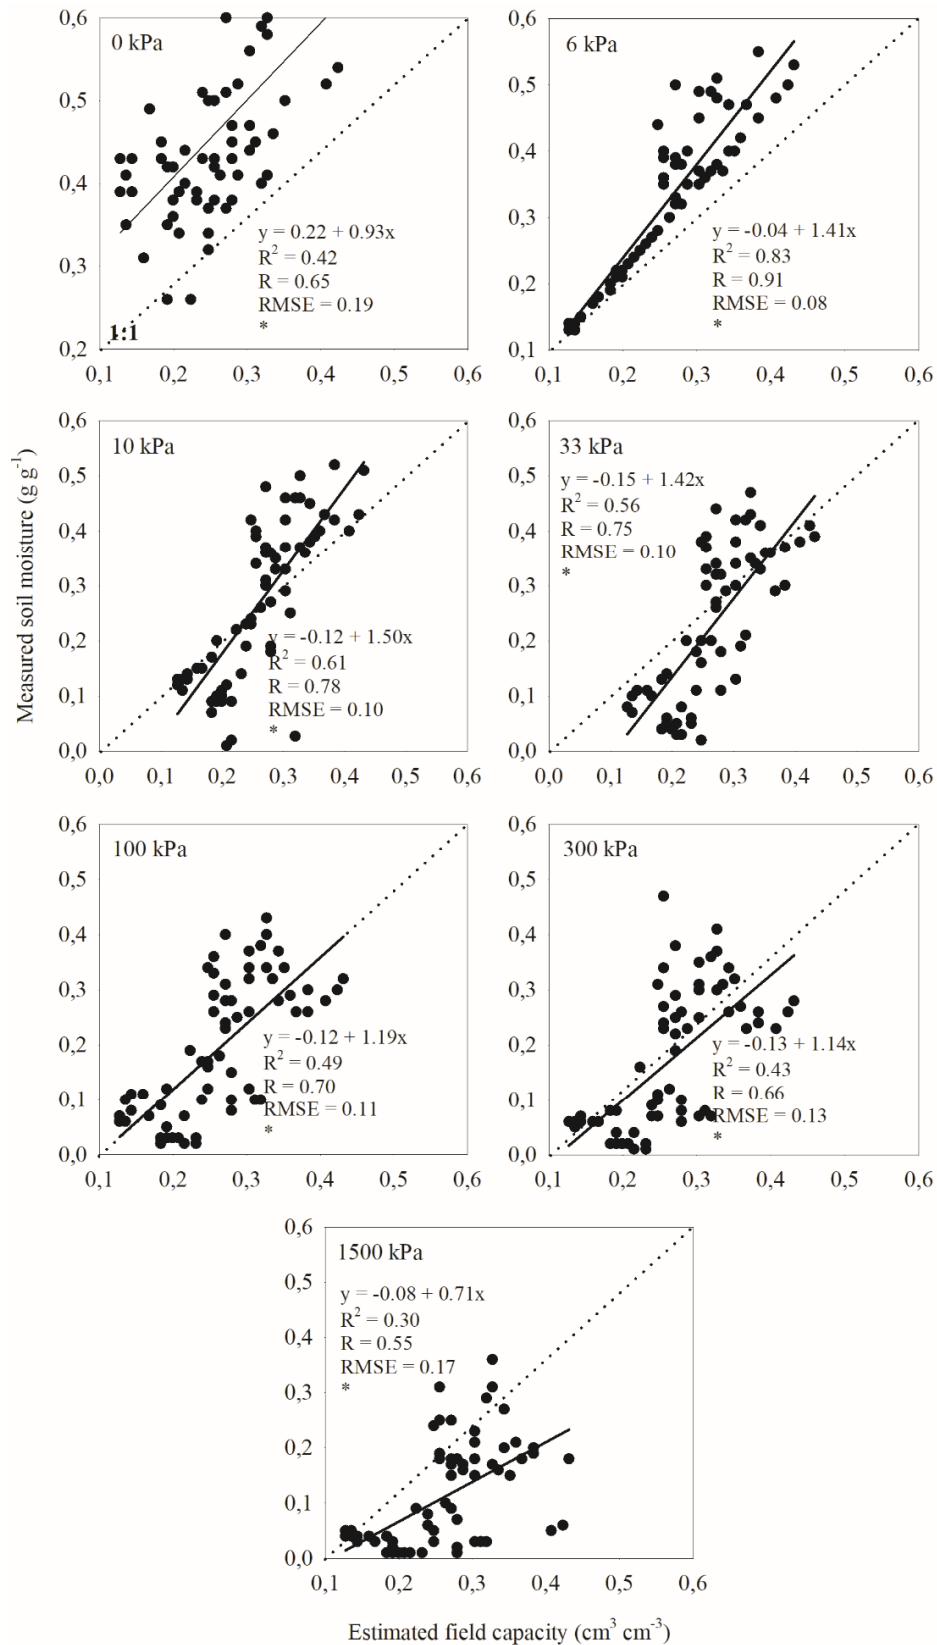 0 kPa
0,6
0,5
0,4
0,3
0,2
y = 0.22 + 0.93x
R² = 0.42
R = 0.65
RMSE = 0.19
*
1:1
0,1 0,2 0,3 0,4 0,5 0,6
6 kPa
0,6
0,5
0,4
0,3
0,2
0,1
y = -0.04 + 1.41x
R² = 0.83
R = 0.91
RMSE = 0.08
*
0,1 0,2 0,3 0,4 0,5 0,6
Measured soil moisture (g g⁻¹)
10 kPa
0,6
0,5
0,4
0,3
0,2
0,1
0,0
y = -0.12 + 1.50x
R² = 0.61
R = 0.78
RMSE = 0.10
*
0,0 0,1 0,2 0,3 0,4 0,5 0,6
33 kPa
0,6
0,5
0,4
0,3
0,2
0,1
0,0
y = -0.15 + 1.42x
R² = 0.56
R = 0.75
RMSE = 0.10
*
0,0 0,1 0,2 0,3 0,4 0,5 0,6
100 kPa
0,6
0,5
0,4
0,3
0,2
0,1
0,0
y = -0.12 + 1.19x
R² = 0.49
R = 0.70
RMSE = 0.11
*
0,1 0,2 0,3 0,4 0,5 0,6
300 kPa
0,6
0,5
0,4
0,3
0,2
0,1
0,0
y = -0.13 + 1.14x
R² = 0.43
R = 0.66
RMSE = 0.13
*
0,1 0,2 0,3 0,4 0,5 0,6
1500 kPa
0,6
0,5
0,4
0,3
0,2
0,1
0,0
y = -0.08 + 0.71x
R² = 0.30
R = 0.55
RMSE = 0.17
*
0,1 0,2 0,3 0,4 0,5 0,6
Estimated field capacity (cm³ cm⁻³)